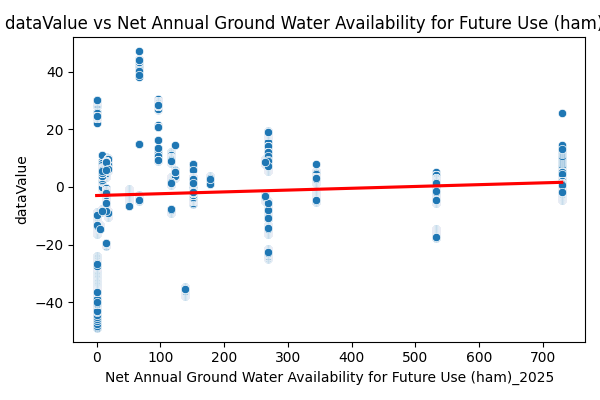 dataValue vs Net Annual Ground Water Availability for Future Use (ham)
40
20
0
−20
−40
dataValue
0 100 200 300 400 500 600 700
Net Annual Ground Water Availability for Future Use (ham)_2025